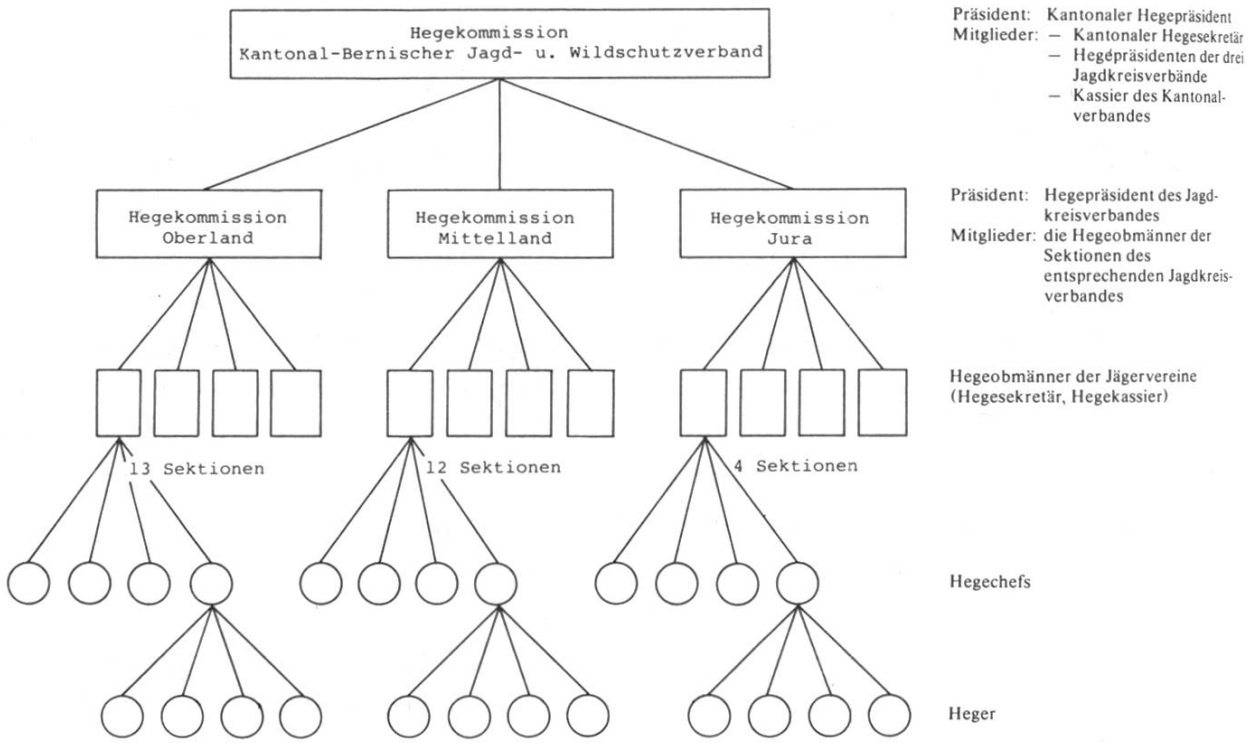 Hegekommission
Kantonal-Bernischer Jagd- u. Wildschutzverband
Präsident: Kantonaler Hegepräsident
Mitglieder: — Kantonaler Hegesekretär
— Hegepräsidenten der drei
Jagdkreisverbände
— Kassier des Kantonal-
verbandes
Hegekommission
Oberland
Hegekommission
Mittelland
Hegekommission
Jura
Präsident: Hegepräsident des Jagd-
kreisverbandes
Mitglieder: die Hegeobmänner der
Sektionen des
entsprechenden Jagdkreis-
verbandes
Hegeobmänner der Jägervereine
(Hegesekretär, Hegekassier)
13 Sektionen
12 Sektionen
4 Sektionen
Hegechefs
Heger